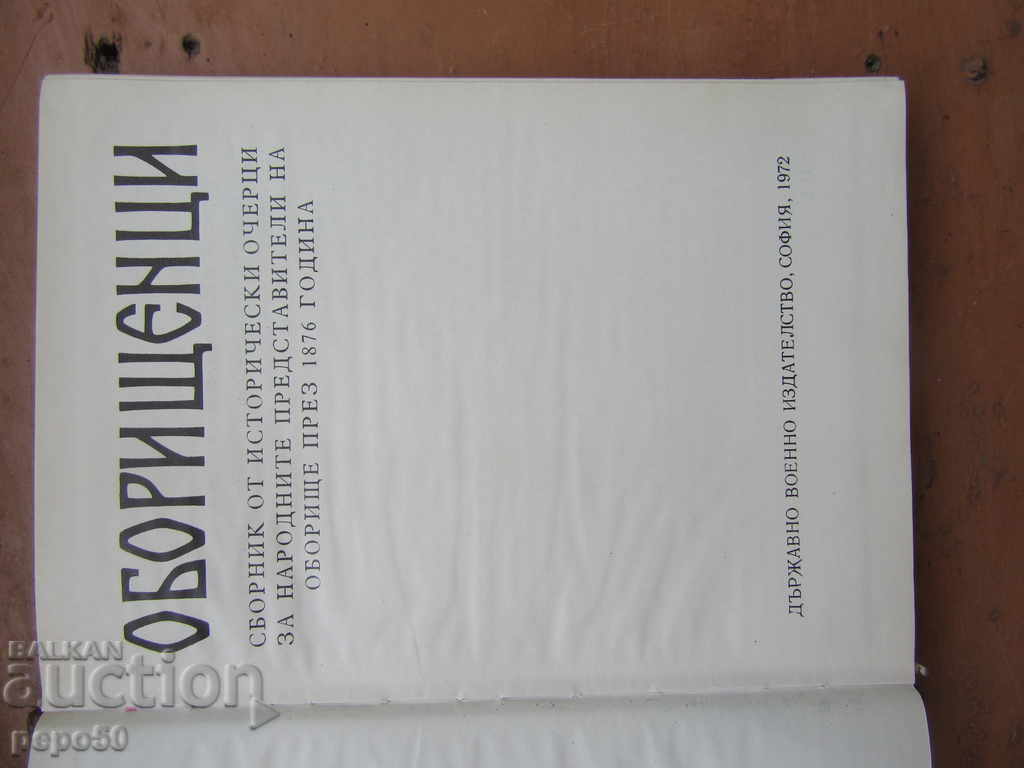 ОБОРИЩЕНЦИ
СБОРНИК ОТ ИСТОРИЧЕСКИ ОЧЕРЦИ
ЗА НАРОДНИТЕ ПРЕДСТАВИТЕЛИ НА
ОБОРИЩЕ ПРЕЗ 1876 ГОДИНА
ДЪРЖАВНО ВОЕННО ИЗДАТЕЛСТВО, СОФИЯ, 1972
BALKAN
auction
pepo50